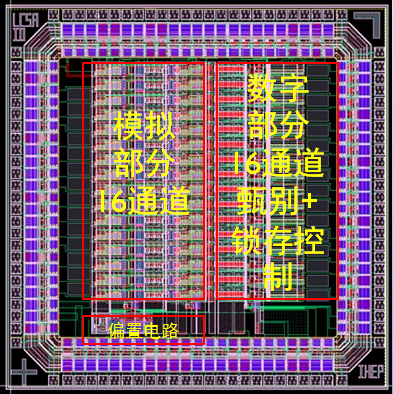 LCSA
III
模拟
部分
16通道
数字
部分
16通道
甄别+
锁存控
制
偏置电路
IHEP